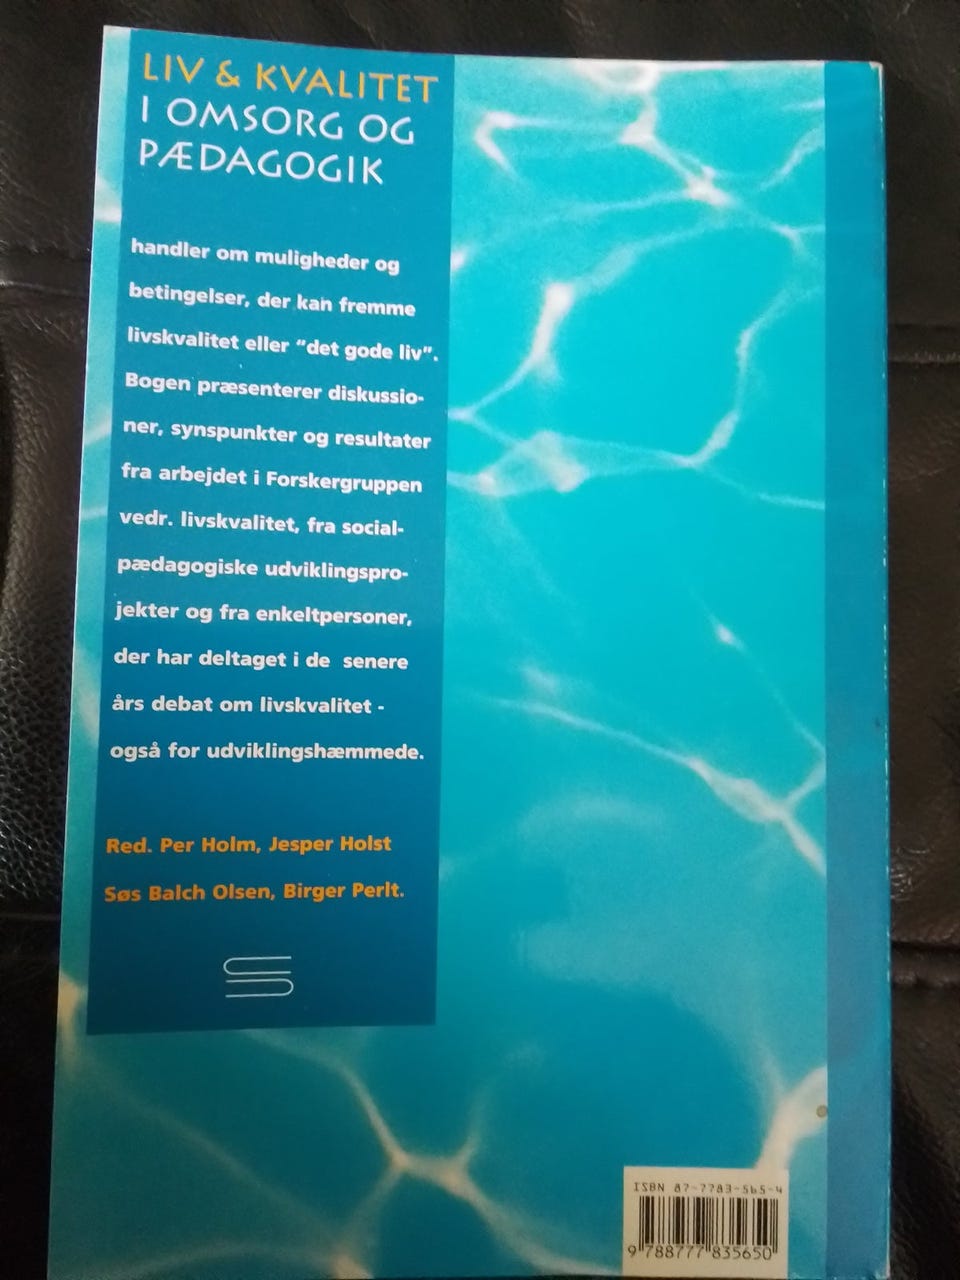 LIV & KVALITET
I OMSORG OG
PÆDAGOGIK
handler om muligheder og
betingelser, der kan fremme
livskvalitet eller "det gode liv".
Bogen præsenterer diskussio-
ner, synspunkter og resultater
fra arbejdet i Forskergruppen
vedr. livskvalitet, fra social-
pædagogiske udviklingspro-
jekter og fra enkeltpersoner,
der har deltaget i de senere
års debat om livskvalitet -
også for udviklingshæmmede.
Red. Per Holm, Jesper Holst
Søs Balch Olsen, Birger Perlt.
ISBN 87-7783-565-4
9 788777 835650